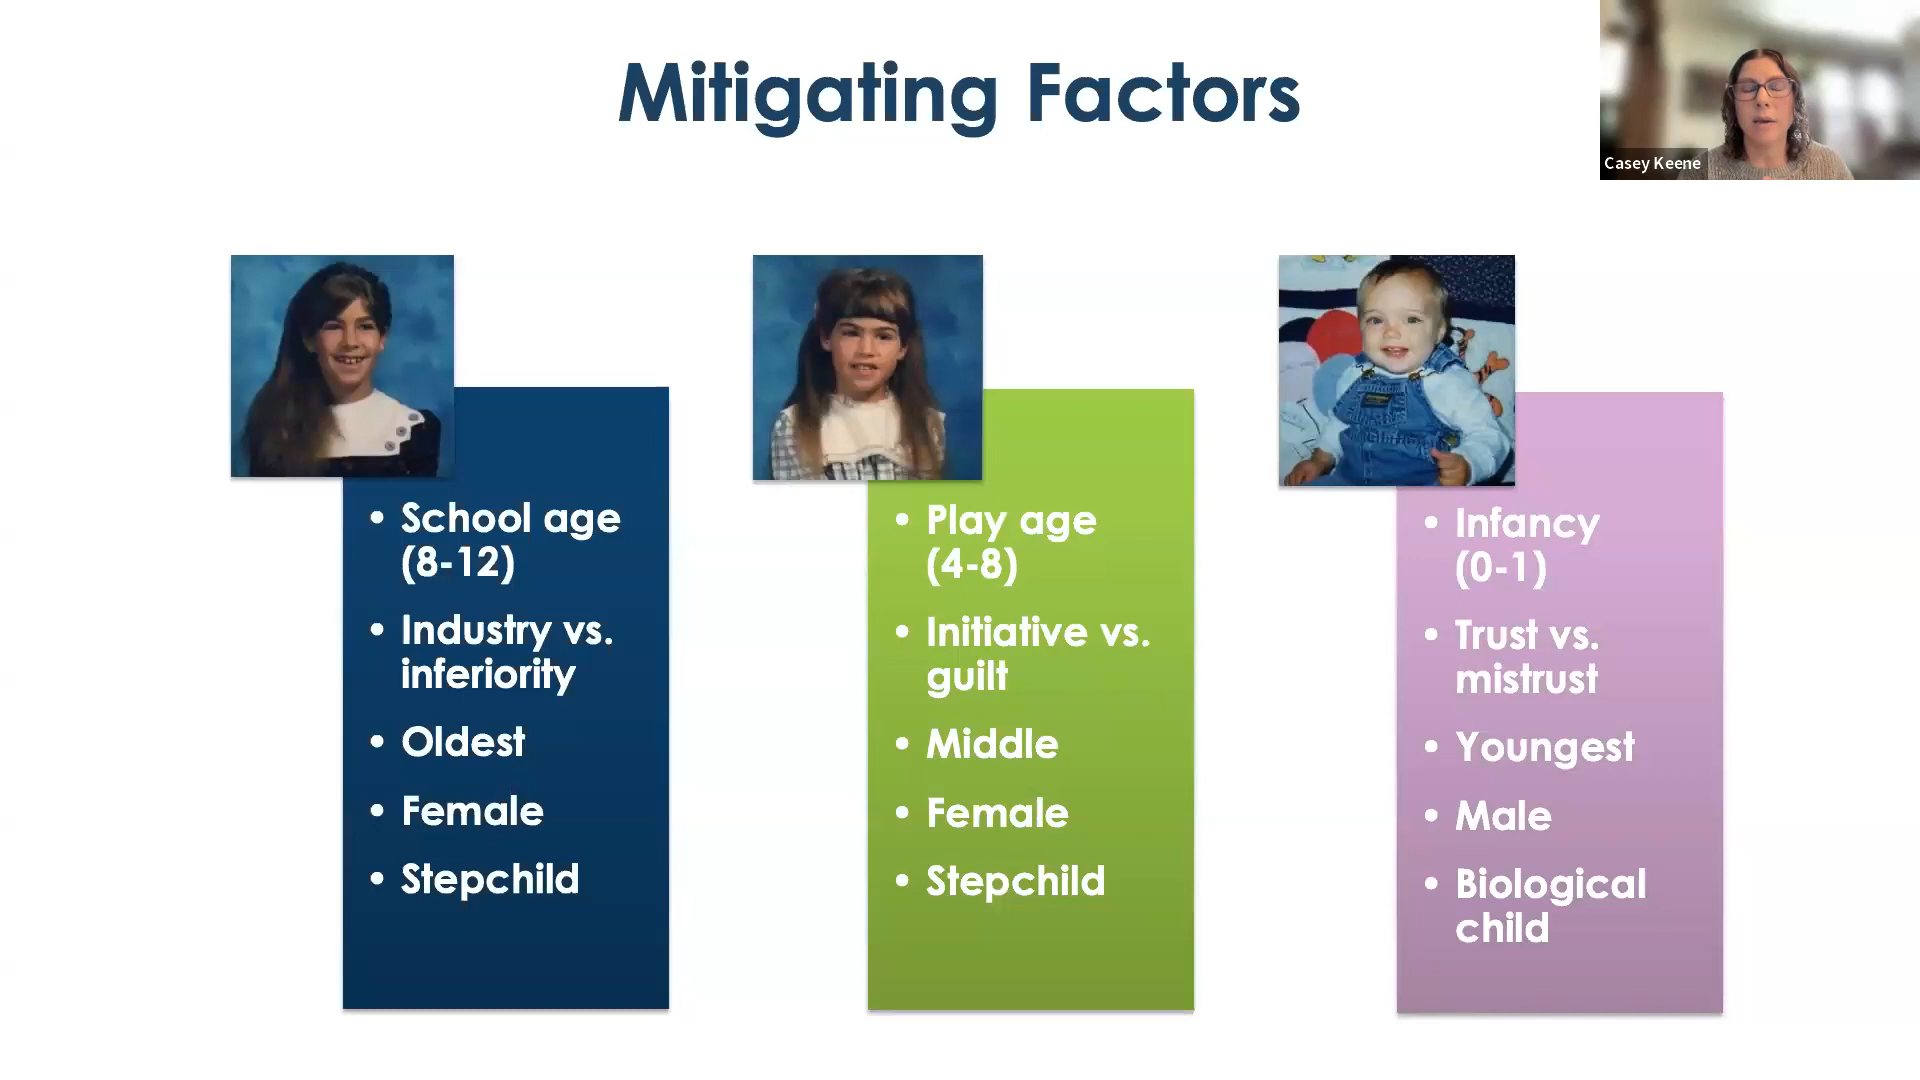 Mitigating Factors
Casey Keene
• School age
(8-12)
• Industry vs.
inferiority
• Oldest
• Female
• Stepchild
• Play age
(4-8)
• Initiative vs.
guilt
• Middle
• Female
• Stepchild
• Infancy
(0-1)
• Trust vs.
mistrust
• Youngest
• Male
• Biological
child